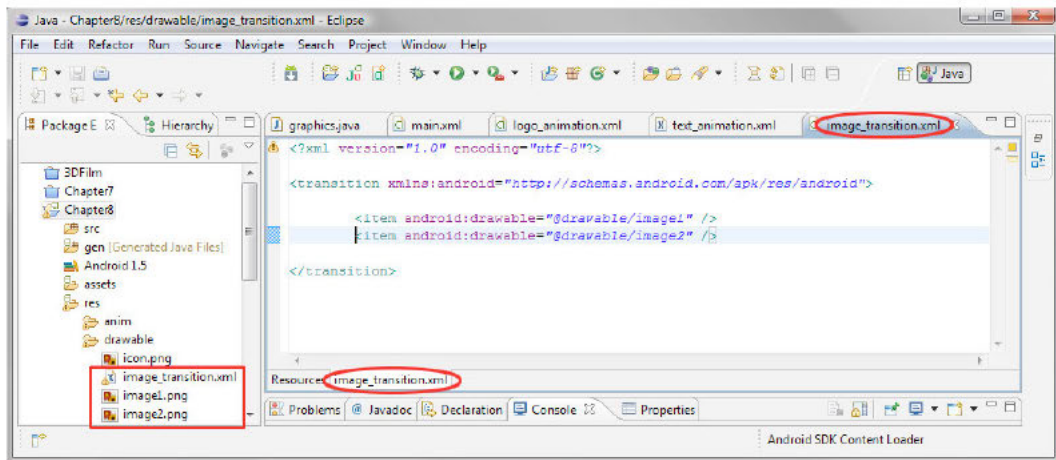 Java - Chapter8/res/drawable/image_transition.xml - Eclipse
File Edit Refactor Run Source Navigate Search Project Window Help
Java
Package E Hierarchy
graphics.java main.xml logo_animation.xml text_animation.xml image_transition.xml
3DFilm
Chapter7
Chapter8
src
gen [Generated Java Files]
Android 1.5
assets
res
anim
drawable
icon.png
image_transition.xml
image1.png
image2.png
<?xml version="1.0" encoding="utf-8"?>
<transition xmlns:android="http://schemas.android.com/apk/res/android">
<item android:drawable="@drawable/image1" />
<item android:drawable="@drawable/image2" />
</transition>
Resources image_transition.xml
Problems @ Javadoc Declaration Console Properties
Android SDK Content Loader